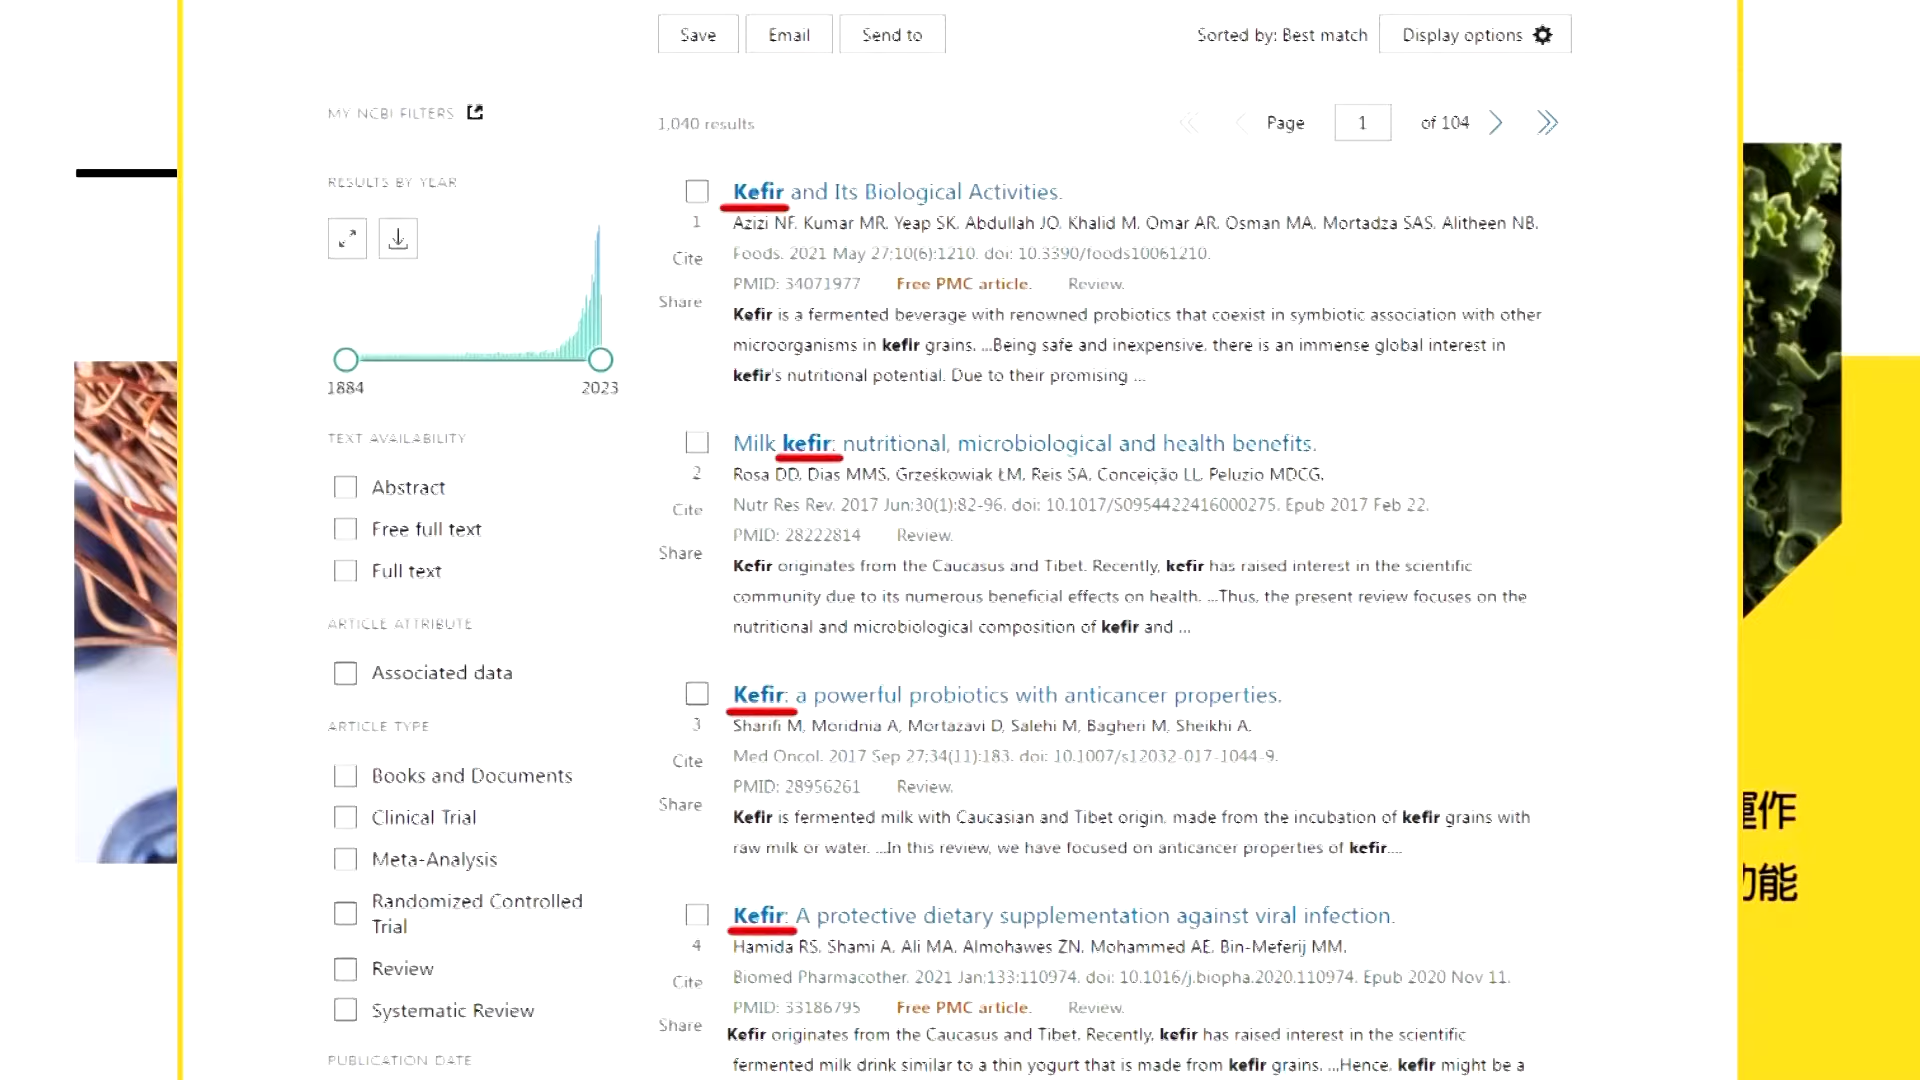 Save Email Send to Sorted by: Best match Display options
MY NCBI FILTERS
1,040 results Page 1 of 104
RESULTS BY YEAR
1884 2023
TEXT AVAILABILITY
Abstract
Free full text
Full text
ARTICLE ATTRIBUTE
Associated data
ARTICLE TYPE
Books and Documents
Clinical Trial
Meta-Analysis
Randomized Controlled
Trial
Review
Systematic Review
PUBLICATION DATE
Kefir and Its Biological Activities.
1
Cite
Share
Azizi NF, Kumar MR, Yeap SK, Abdullah JO, Khalid M, Omar AR, Osman MA, Mortadza SAS, Alitheen NB.
Foods. 2021 May 27;10(6):1210. doi: 10.3390/foods10061210.
PMID: 34071977 Free PMC article. Review.
Kefir is a fermented beverage with renowned probiotics that coexist in symbiotic association with other
microorganisms in kefir grains. ...Being safe and inexpensive, there is an immense global interest in
kefir's nutritional potential. Due to their promising ...
Milk kefir: nutritional, microbiological and health benefits.
2
Cite
Share
Rosa DD, Dias MMS, Grześkowiak ŁM, Reis SA, Conceição LL, Peluzio MDCG.
Nutr Res Rev. 2017 Jun;30(1):82-96. doi: 10.1017/S0954422416000275. Epub 2017 Feb 22.
PMID: 28222814 Review.
Kefir originates from the Caucasus and Tibet. Recently, kefir has raised interest in the scientific
community due to its numerous beneficial effects on health. ...Thus, the present review focuses on the
nutritional and microbiological composition of kefir and ...
Kefir: a powerful probiotics with anticancer properties.
3
Cite
Share
Sharifi M, Moridnia A, Mortazavi D, Salehi M, Bagheri M, Sheikhi A.
Med Oncol. 2017 Sep 27;34(11):183. doi: 10.1007/s12032-017-1044-9.
PMID: 28956261 Review.
Kefir is fermented milk with Caucasian and Tibet origin, made from the incubation of kefir grains with
raw milk or water. ...In this review, we have focused on anticancer properties of kefir....
Kefir: A protective dietary supplementation against viral infection.
4
Cite
Share
Hamida RS, Shami A, Ali MA, Almohawes ZN, Mohammed AE, Bin-Meferij MM.
Biomed Pharmacother. 2021 Jan;133:110974. doi: 10.1016/j.biopha.2020.110974. Epub 2020 Nov 11.
PMID: 33186795 Free PMC article. Review.
Kefir originates from the Caucasus and Tibet. Recently, kefir has raised interest in the scientific
fermented milk drink similar to a thin yogurt that is made from kefir grains. ...Hence, kefir might be a
運作
功能